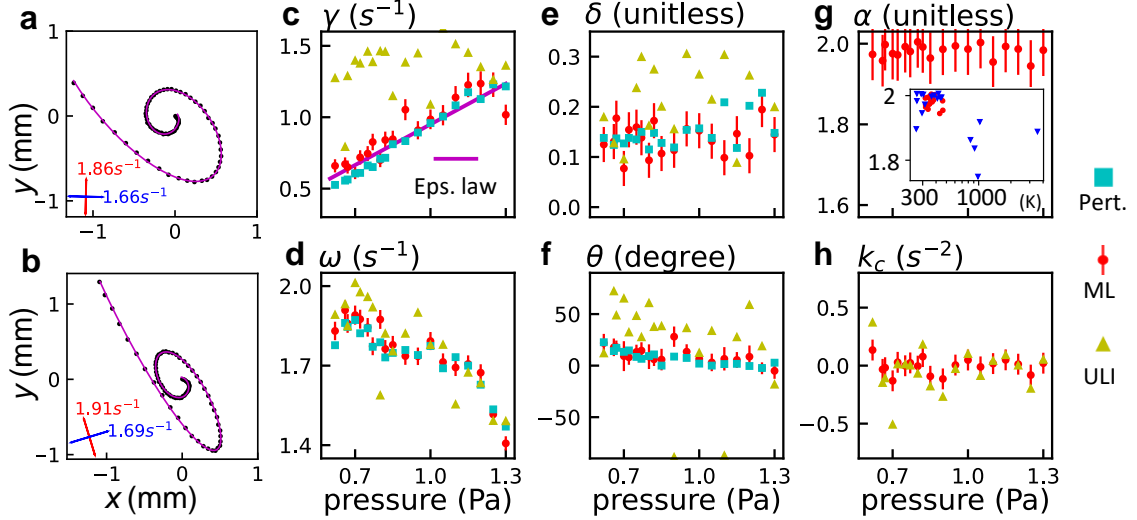 a
1
0
−1
−1
0
1
y (mm)
1.86s⁻¹
1.66s⁻¹
b
1
0
−1
−1
0
1
y (mm)
x (mm)
1.91s⁻¹
1.69s⁻¹
c γ (s⁻¹)
1.5
1.0
0.5
Eps. law
d ω (s⁻¹)
2.0
1.7
1.4
0.7 1.0 1.3
pressure (Pa)
e δ (unitless)
0.3
0.2
0.1
0.0
f θ (degree)
50
0
−50
0.7 1.0 1.3
pressure (Pa)
g α (unitless)
2.0
1.8
1.6
2
1.8
300 1000 (K)
h k_c (s⁻²)
0.5
0.0
−0.5
0.7 1.0 1.3
pressure (Pa)
Pert.
ML
ULI